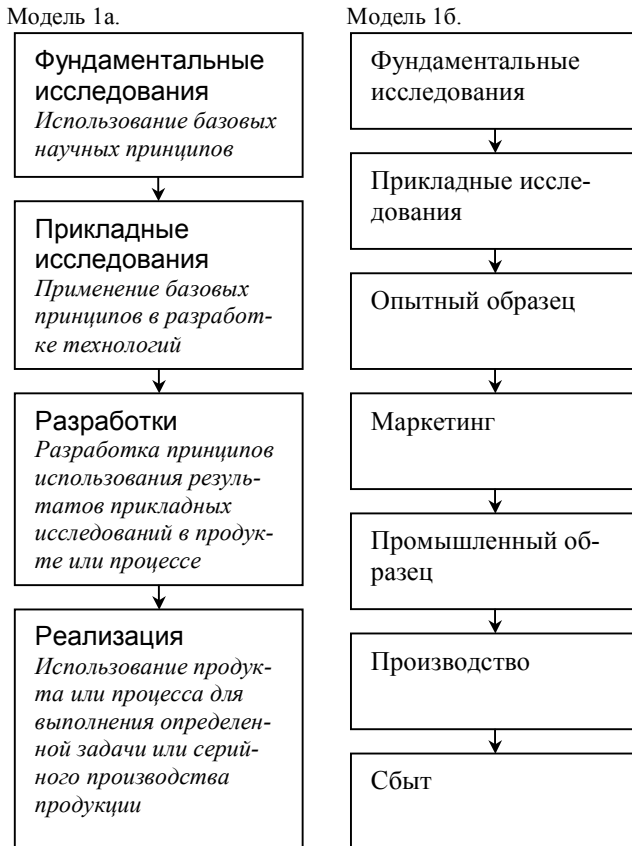 Модель 1а.
Фундаментальные
исследования
Использование базовых
научных принципов
Прикладные
исследования
Применение базовых
принципов в разработ-
ке технологий
Разработки
Разработка принципов
использования резуль-
татов прикладных
исследований в продук-
те или процессе
Реализация
Использование продук-
та или процесса для
выполнения определен-
ной задачи или серий-
ного производства
продукции
Модель 1б.
Фундаментальные
исследования
Прикладные иссле-
дования
Опытный образец
Маркетинг
Промышленный об-
разец
Производство
Сбыт